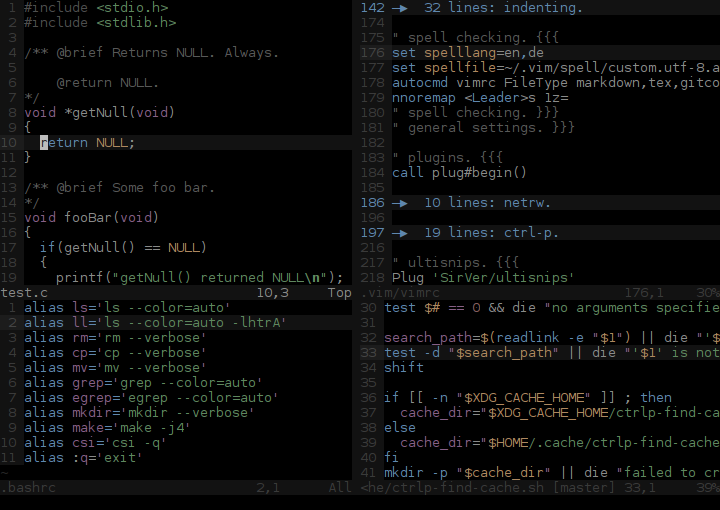 1 #include <stdio.h>
2 #include <stdlib.h>
3
4 /** @brief Returns NULL. Always.
5
6     @return NULL.
7 */
8 void *getNull(void)
9 {
10   return NULL;
11 }
12
13 /** @brief Some foo bar.
14 */
15 void fooBar(void)
16 {
17   if(getNull() == NULL)
18   {
19     printf("getNull() returned NULL\n");
test.c 10,3 Top
142 —▶  32 lines: indenting.
174
175 " spell checking. {{{
176 set spelllang=en,de
177 set spellfile=~/.vim/spell/custom.utf-8.a
178 autocmd vimrc FileType markdown,tex,gitco
179 nnoremap <Leader>s 1z=
180 " spell checking. }}}
181 " general settings. }}}
182
183 " plugins. {{{
184 call plug#begin()
185
186 —▶  10 lines: netrw.
196
197 —▶  19 lines: ctrl-p.
216
217 " ultisnips. {{{
218 Plug 'SirVer/ultisnips'
.vim/vimrc 176,1 30%
1 alias ls='ls --color=auto'
2 alias ll='ls --color=auto -lhtrA'
3 alias rm='rm --verbose'
4 alias cp='cp --verbose'
5 alias mv='mv --verbose'
6 alias grep='grep --color=auto'
7 alias egrep='egrep --color=auto'
8 alias mkdir='mkdir --verbose'
9 alias make='make -j4'
10 alias csi='csi -q'
11 alias :q='exit'
~
.bashrc 2,1 All
30 test $# == 0 && die "no arguments specifie
31
32 search_path=$(readlink -e "$1") || die "'$
33 test -d "$search_path" || die "'$1' is not
34 shift
35
36 if [[ -n "$XDG_CACHE_HOME" ]] ; then
37   cache_dir="$XDG_CACHE_HOME/ctrlp-find-ca
38 else
39   cache_dir="$HOME/.cache/ctrlp-find-cache
40 fi
41 mkdir -p "$cache_dir" || die "failed to cr
<he/ctrlp-find-cache.sh [master] 33,1 39%